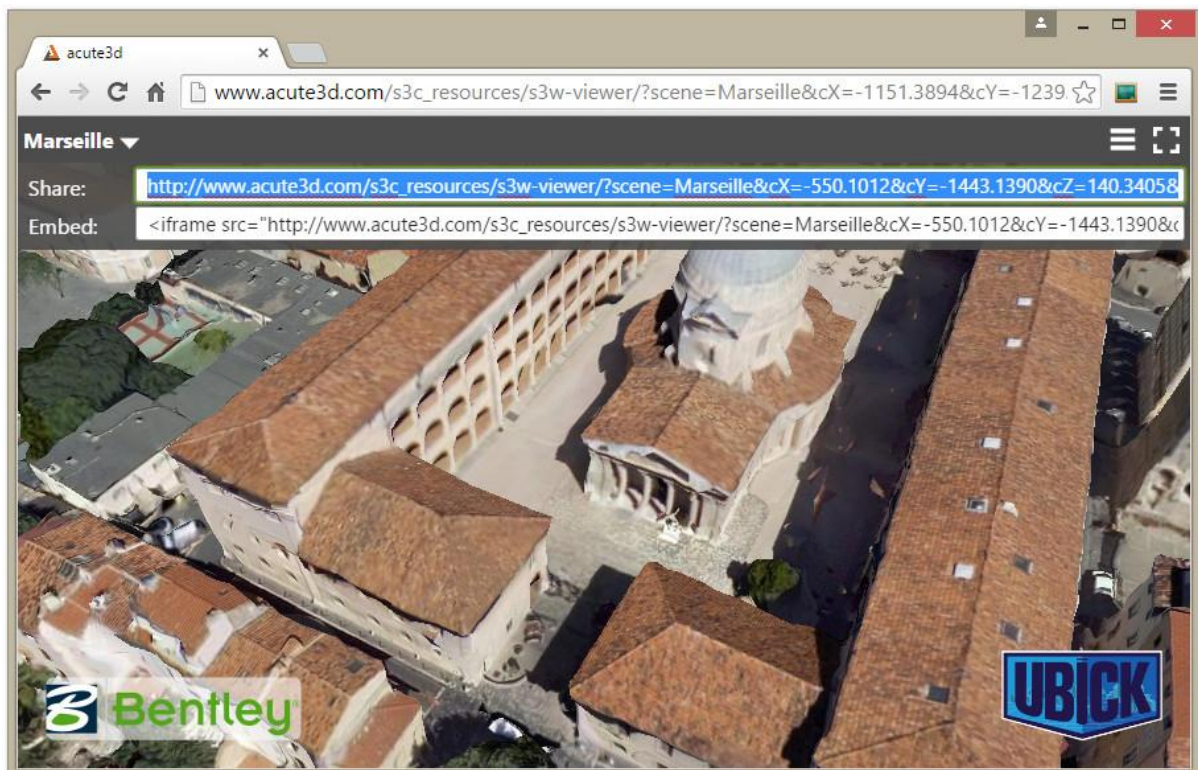 acute3d
www.acute3d.com/s3c_resources/s3w-viewer/?scene=Marseille&cX=-1151.3894&cY=-1239.
Marseille
Share: http://www.acute3d.com/s3c_resources/s3w-viewer/?scene=Marseille&cX=-550.1012&cY=-1443.1390&cZ=140.3405&
Embed: <iframe src="http://www.acute3d.com/s3c_resources/s3w-viewer/?scene=Marseille&cX=-550.1012&cY=-1443.1390&c
Bentley
UBICK